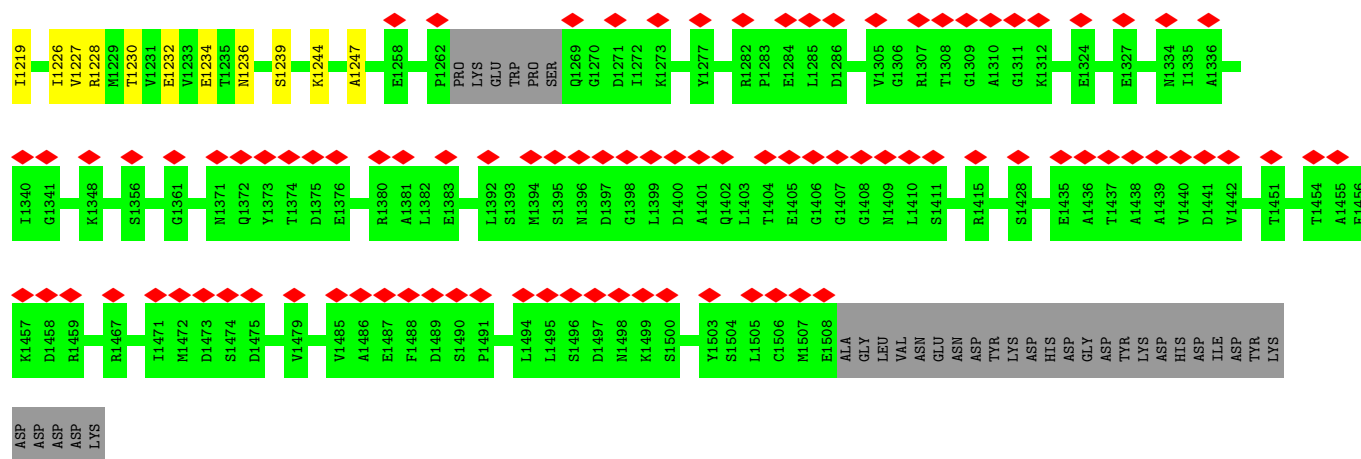 I1219 I1226 V1227 R1228 M1229 T1230 V1231 E1232 V1233 E1234 T1235 N1236 S1239 K1244 A1247 E1258 P1262 PRO LYS GLU TRP PRO SER Q1269 G1270 D1271 I1272 K1273 Y1277 R1282 P1283 E1284 L1285 D1286 V1305 G1306 R1307 T1308 G1309 A1310 G1311 K1312 E1324 E1327 N1334 I1335 A1336
I1340 G1341 K1348 S1356 G1361 N1371 Q1372 Y1373 T1374 D1375 E1376 R1380 A1381 L1382 E1383 L1392 S1393 M1394 S1395 N1396 D1397 G1398 L1399 D1400 A1401 Q1402 L1403 T1404 E1405 G1406 G1407 G1408 N1409 L1410 S1411 R1415 S1428 E1435 A1436 T1437 A1438 A1439 V1440 D1441 V1442 T1451 T1454 A1455 F1456
K1457 D1458 R1459 R1467 I1471 M1472 D1473 S1474 D1475 V1479 V1485 A1486 E1487 F1488 D1489 S1490 P1491 L1494 L1495 S1496 D1497 N1498 K1499 S1500 Y1503 S1504 L1505 C1506 M1507 E1508 ALA GLY LEU VAL ASN GLU ASN ASP TYR LYS ASP HIS ASP GLY ASP TYR LYS ASP HIS ASP ILE ASP TYR LYS
ASP ASP ASP ASP LYS